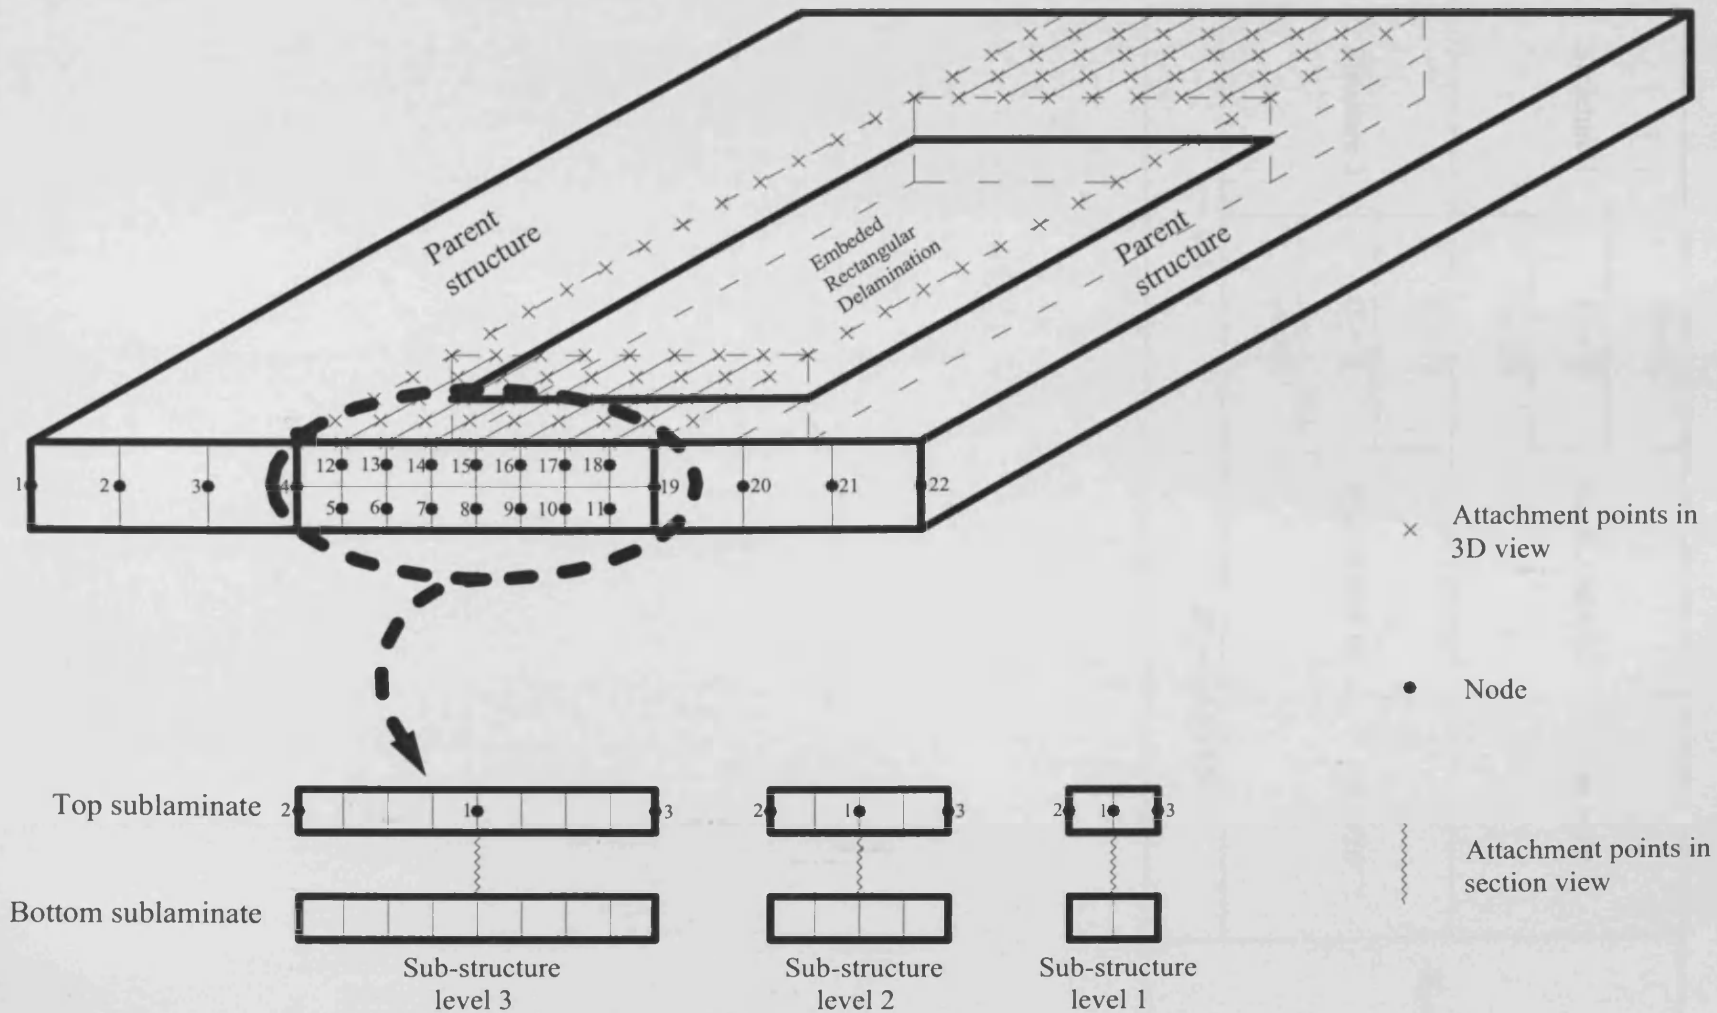 Parent
structure
Embeded
Rectangular
Delamination
Parent
structure
12 13 14 15 16 17 18
1 2 3 4 19 20 21 22
5 6 7 8 9 10 11
Attachment points in
3D view
Node
Top sublaminate
2 1 3
2 1 3
2 1 3
Attachment points in
section view
Bottom sublaminate
Sub-structure
level 3
Sub-structure
level 2
Sub-structure
level 1